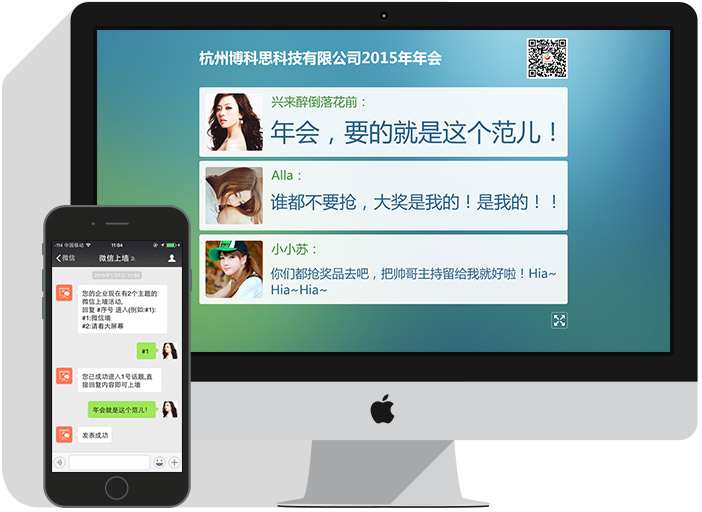 杭州博科思科技有限公司2015年年会
兴来醉倒落花前：
年会，要的就是这个范儿！
Alla：
谁都不要抢，大奖是我的！是我的！！
小小苏：
你们都抢奖品去吧，把帅哥主持留给我就好啦！Hia~
Hia~Hia~
-114 中国移动 11:04
微信 微信上墙
您的企业现在有2个主题的
微信上墙活动,
回复 #序号 进入(例如:#1):
#1:微信墙
#2:请看大屏幕
#1
您已成功进入1号话题,直
接回复内容即可上墙
年会就是这个范儿!
发表成功